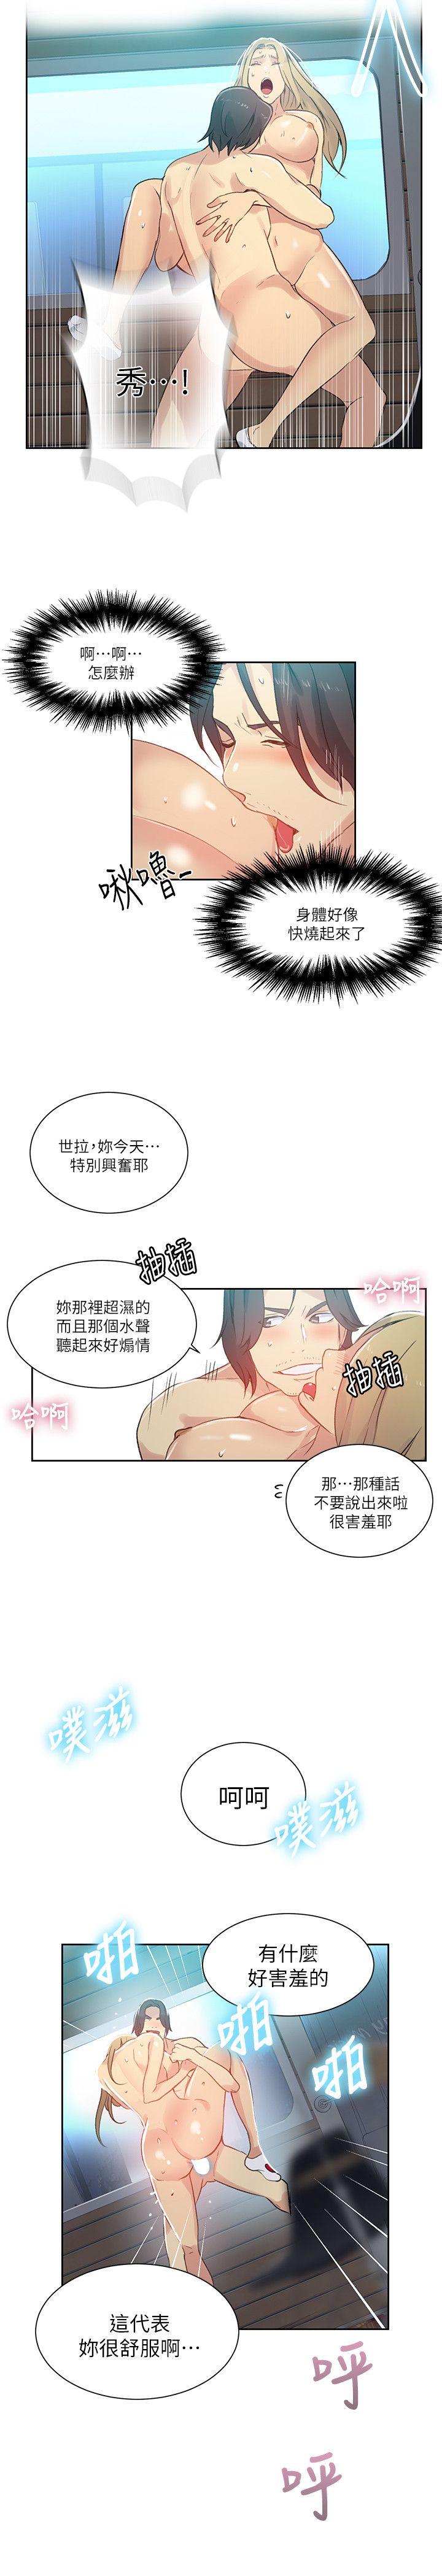 秀⋯!
啊⋯啊⋯
怎麼辦
啾嚕-
身體好像
快燒起來了
世拉，妳今天⋯
特別興奮耶
抽插
哈啊
妳那裡超濕的
而且那個水聲
聽起來好煽情
抽插
哈啊
那⋯那種話
不要說出來啦
很害羞耶
噗滋
呵呵
噗滋
有什麼
好害羞的
啪
啪
啪
這代表
妳很舒服啊⋯
呼
呼